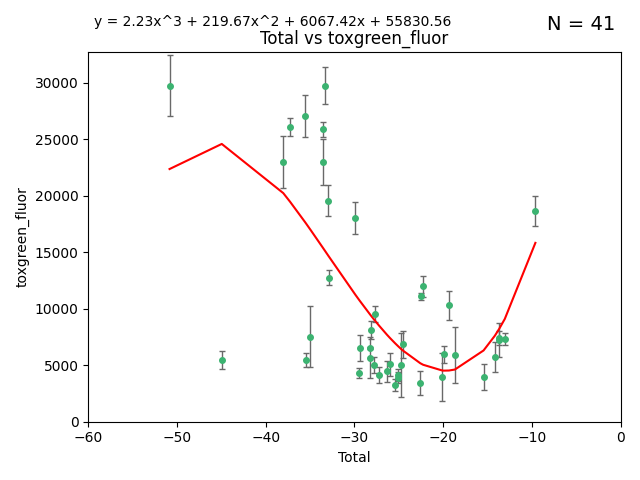 y = 2.23x^3 + 219.67x^2 + 6067.42x + 55830.56
N = 41
Total vs toxgreen_fluor
30000
25000
20000
15000
10000
5000
0
toxgreen_fluor
−60 −50 −40 −30 −20 −10 0
Total